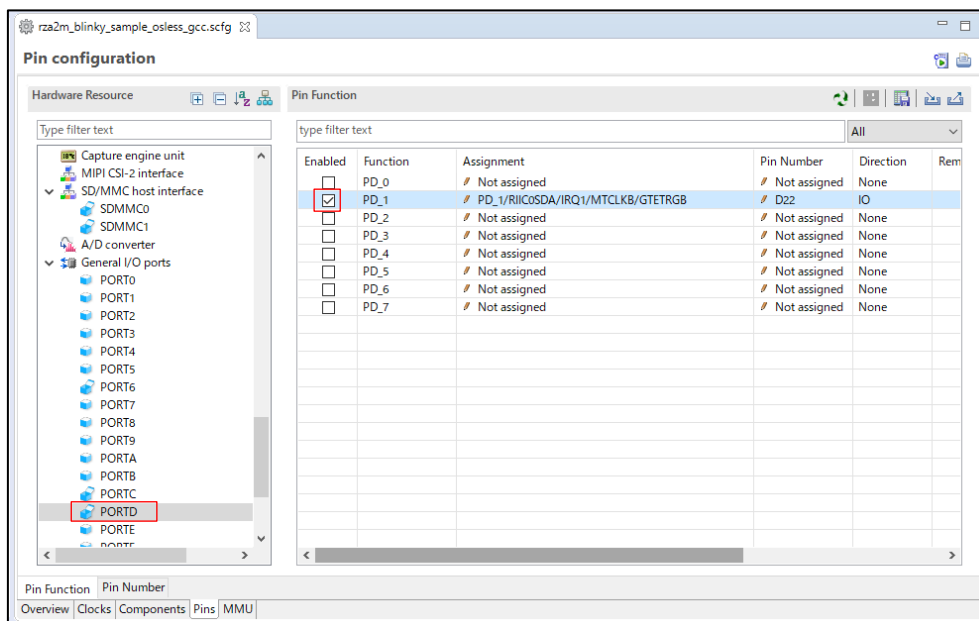 rza2m_blinky_sample_osless_gcc.scfg
Pin configuration
Hardware Resource
Type filter text
Capture engine unit
MIPI CSI-2 interface
SD/MMC host interface
SDMMC0
SDMMC1
A/D converter
General I/O ports
PORT0
PORT1
PORT2
PORT3
PORT4
PORT5
PORT6
PORT7
PORT8
PORT9
PORTA
PORTB
PORTC
PORTD
PORTE
PORTF
Pin Function
type filter text All
Enabled Function Assignment Pin Number Direction Rem
PD_0 Not assigned Not assigned None
PD_1 PD_1/RIIC0SDA/IRQ1/MTCLKB/GTETRGB D22 IO
PD_2 Not assigned Not assigned None
PD_3 Not assigned Not assigned None
PD_4 Not assigned Not assigned None
PD_5 Not assigned Not assigned None
PD_6 Not assigned Not assigned None
PD_7 Not assigned Not assigned None
Pin Function Pin Number
Overview Clocks Components Pins MMU